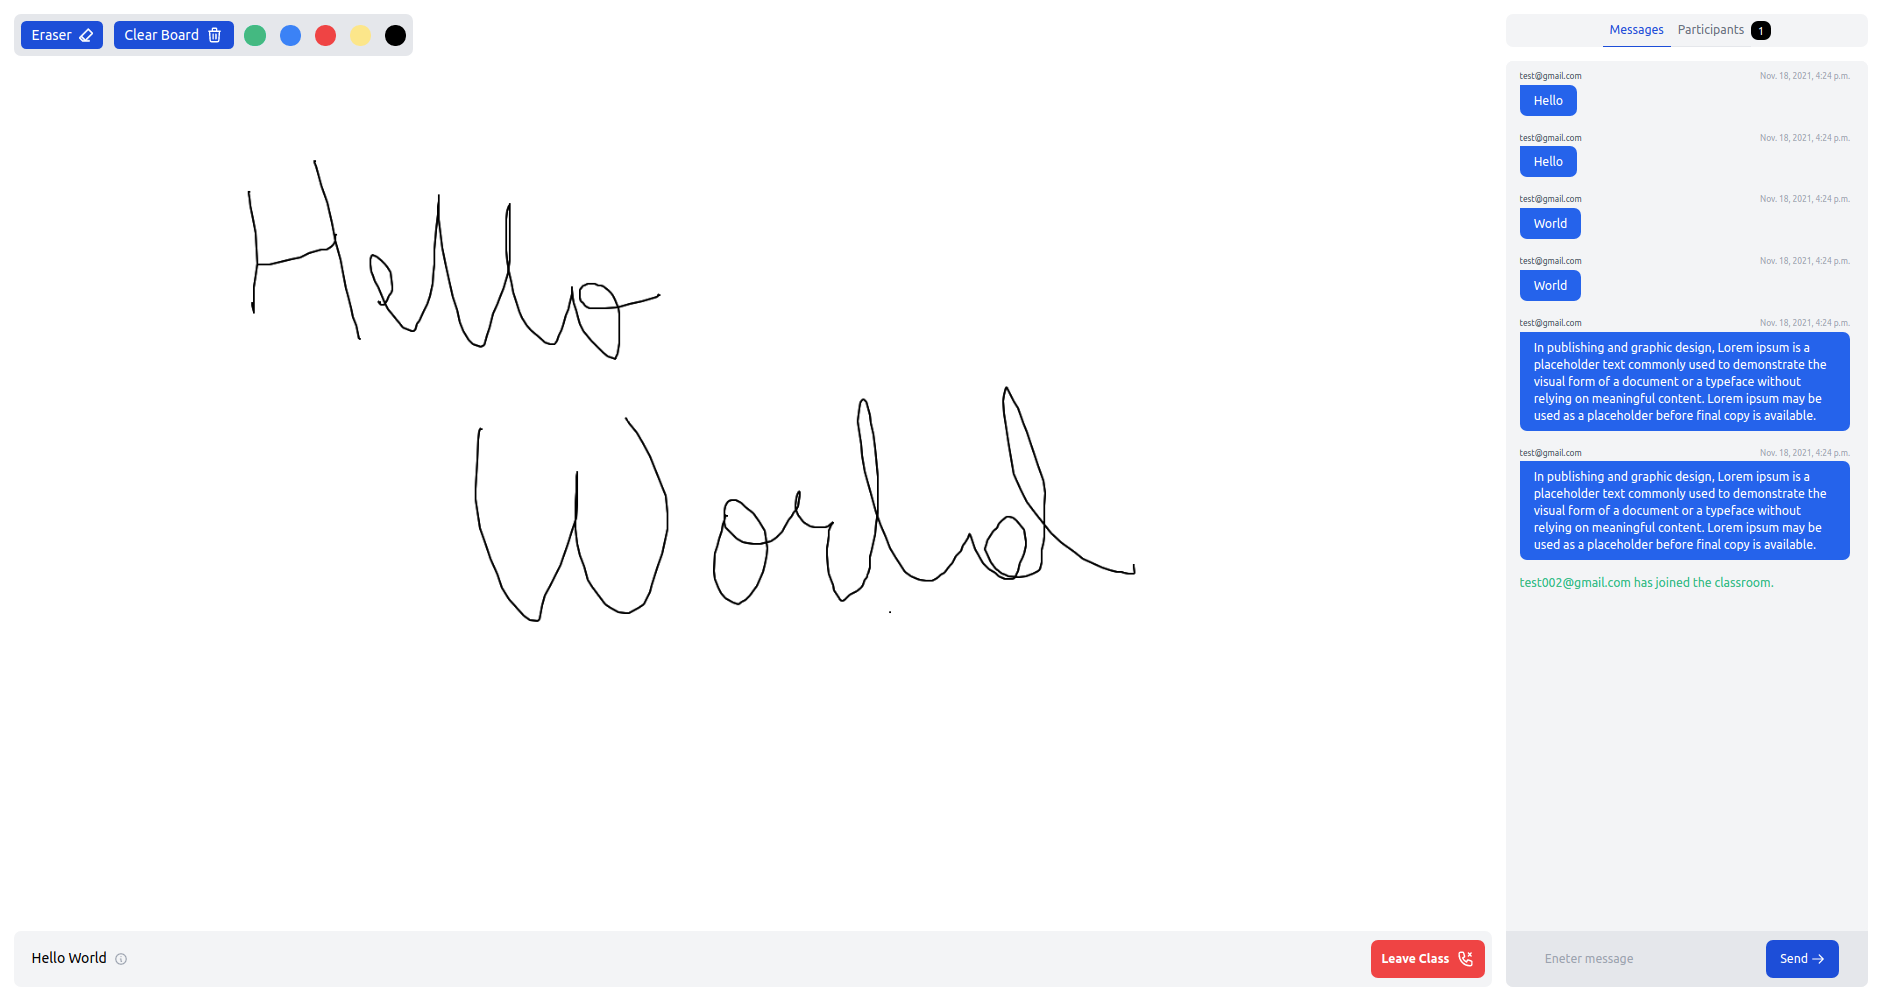 Eraser
Clear Board
Hello
World
Hello World
Leave Class
Messages
Participants
1
test@gmail.com Nov. 18, 2021, 4:24 p.m.
Hello
test@gmail.com Nov. 18, 2021, 4:24 p.m.
Hello
test@gmail.com Nov. 18, 2021, 4:24 p.m.
World
test@gmail.com Nov. 18, 2021, 4:24 p.m.
World
test@gmail.com Nov. 18, 2021, 4:24 p.m.
In publishing and graphic design, Lorem ipsum is a
placeholder text commonly used to demonstrate the
visual form of a document or a typeface without
relying on meaningful content. Lorem ipsum may be
used as a placeholder before final copy is available.
test@gmail.com Nov. 18, 2021, 4:24 p.m.
In publishing and graphic design, Lorem ipsum is a
placeholder text commonly used to demonstrate the
visual form of a document or a typeface without
relying on meaningful content. Lorem ipsum may be
used as a placeholder before final copy is available.
test002@gmail.com has joined the classroom.
Eneter message
Send